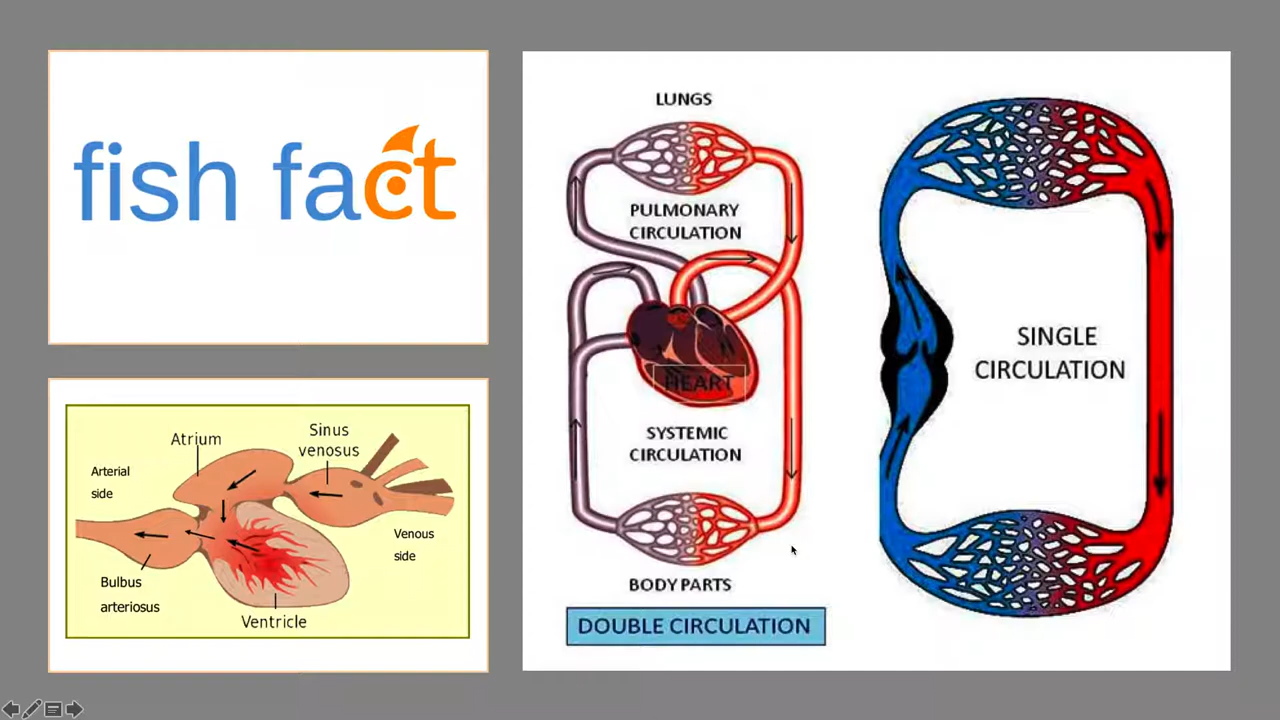 fish fact
Atrium
Sinus
venosus
Arterial
side
Venous
side
Bulbus
arteriosus
Ventricle
LUNGS
PULMONARY
CIRCULATION
HEART
SYSTEMIC
CIRCULATION
BODY PARTS
DOUBLE CIRCULATION
SINGLE
CIRCULATION